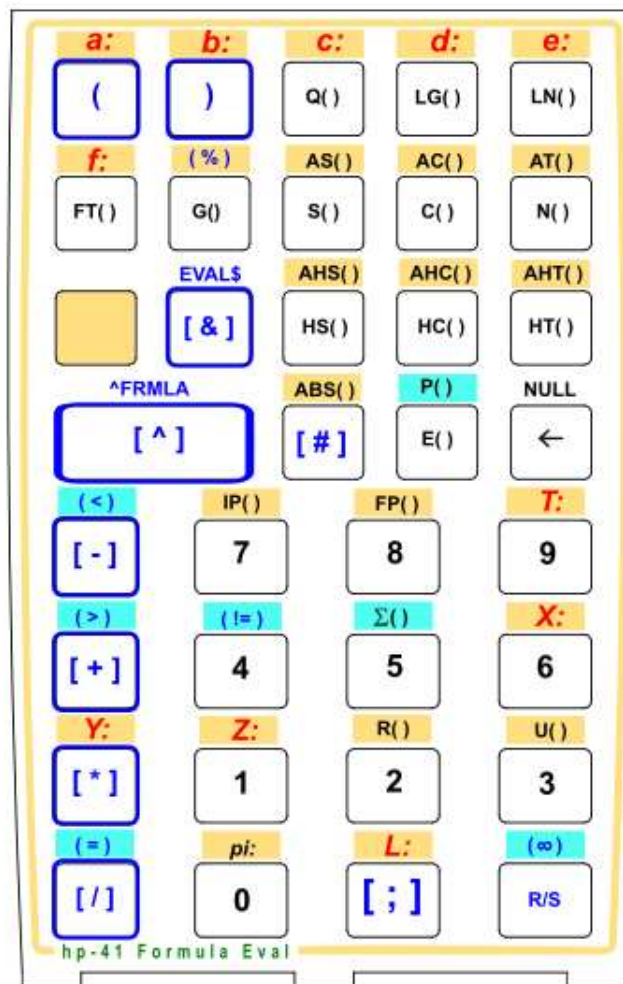 a: b: c: d: e:
( ) Q( ) LG( ) LN( )
f: ( % ) AS( ) AC( ) AT( )
FT( ) G() S( ) C( ) N( )
EVAL$ AHS( ) AHC( ) AHT( )
[ & ] HS( ) HC( ) HT( )
^FRMLA ABS( ) P( ) NULL
[ ^ ] [ # ] E( ) ←
( < ) IP( ) FP( ) T:
[ - ] 7 8 9
( > ) ( != ) Σ( ) X:
[ + ] 4 5 6
Y: Z: R( ) U( )
[ * ] 1 2 3
( = ) pi: L: (∞)
[ / ] 0 [ ; ] R/S
hp-41 Formula Eval